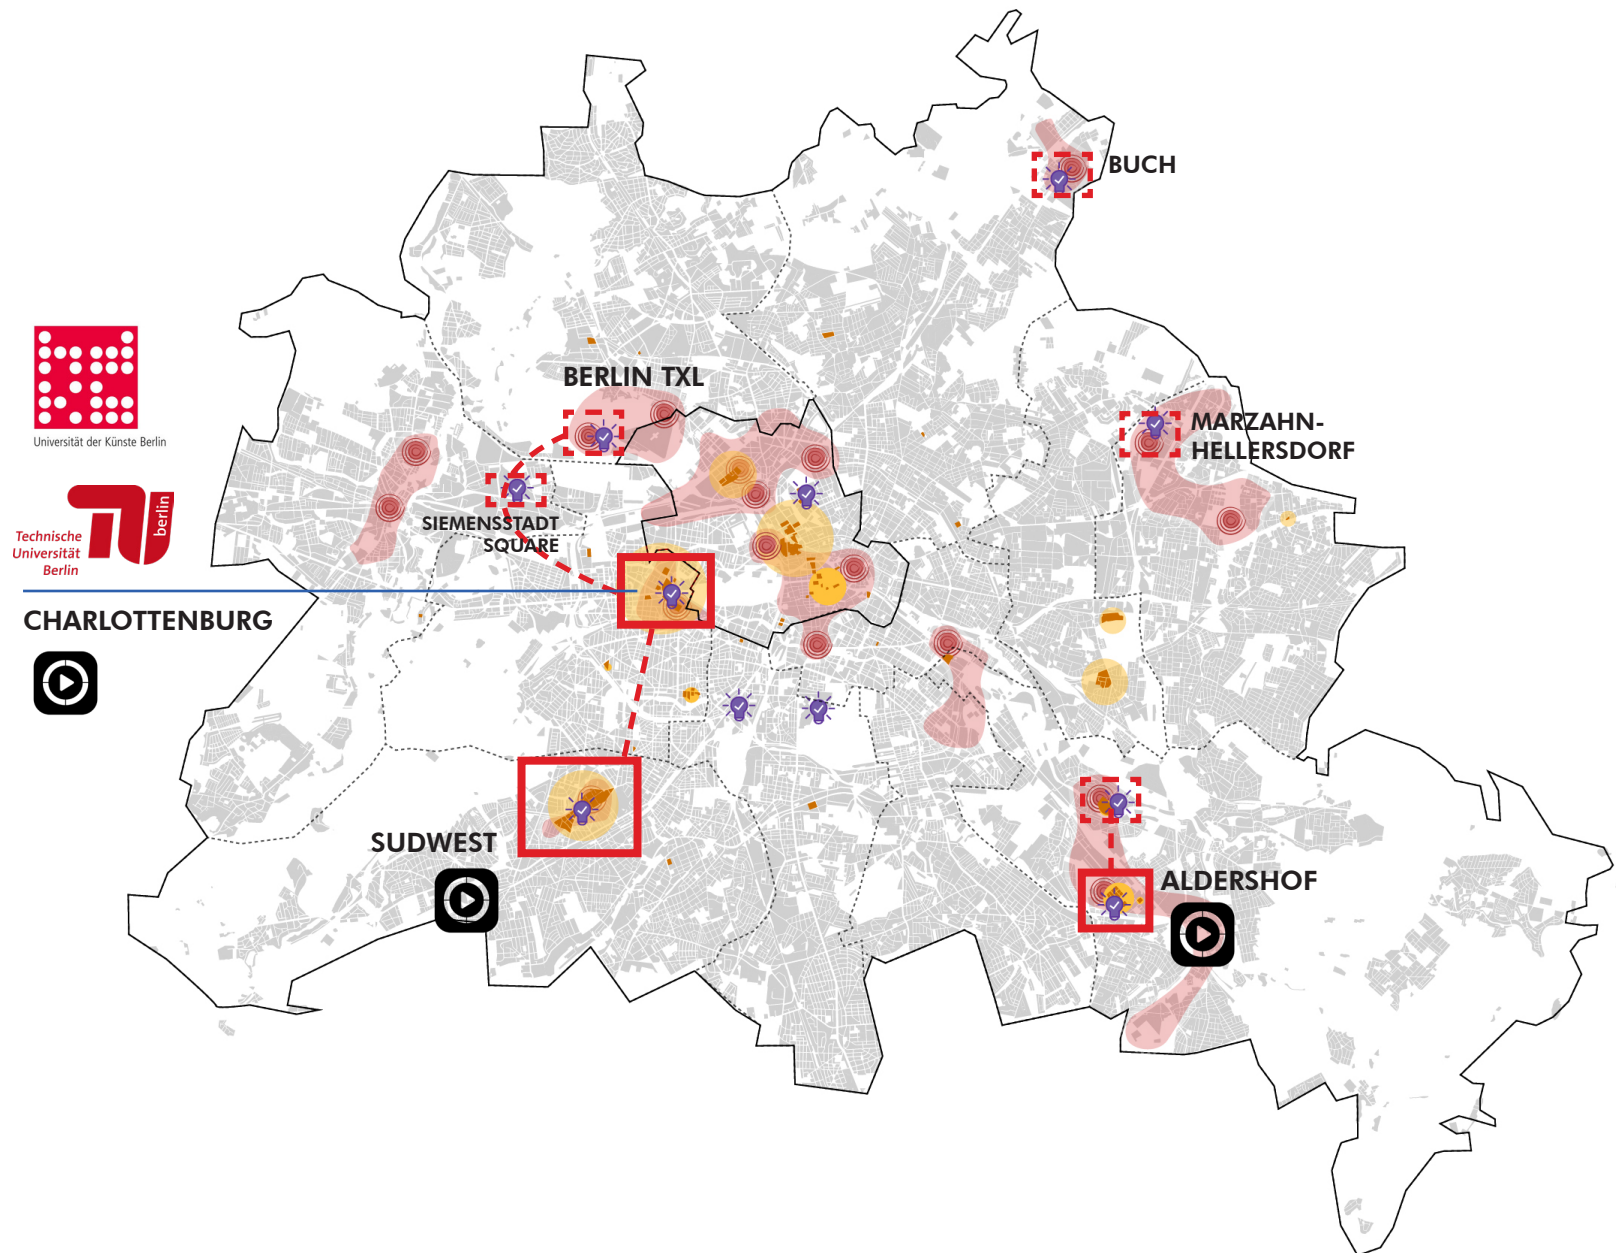 BUCH
BERLIN TXL
MARZAHN-
HELLERSDORF
Universität der Künste Berlin
SIEMENSSTADT
SQUARE
berlin
Technische
Universität
Berlin
CHARLOTTENBURG
SUDWEST
ALDERSHOF